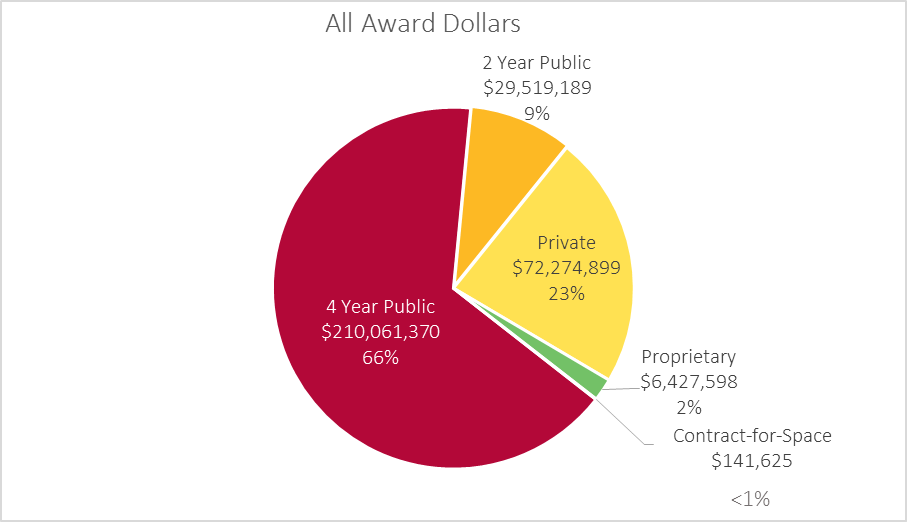 All Award Dollars
2 Year Public
$29,519,189
9%
Private
$72,274,899
23%
4 Year Public
$210,061,370
66%
Proprietary
$6,427,598
2%
Contract-for-Space
$141,625
<1%